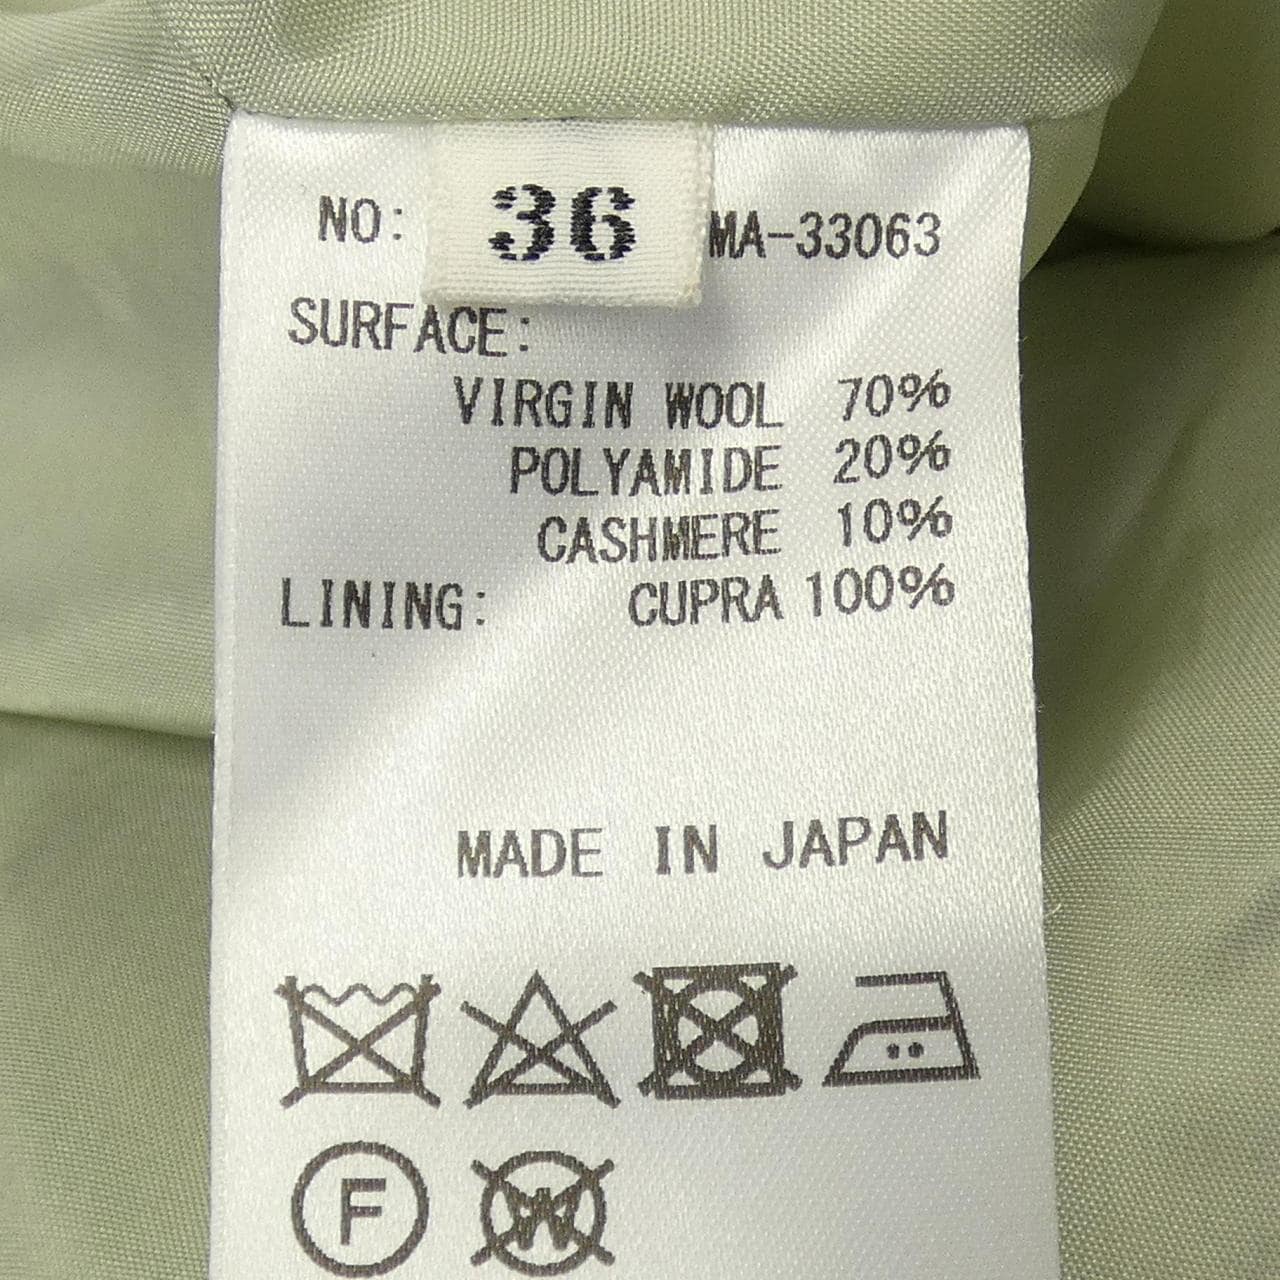 NO: 36 MA-33063
SURFACE:
VIRGIN WOOL 70%
POLYAMIDE 20%
CASHMERE 10%
LINING: CUPRA 100%
MADE IN JAPAN
F W